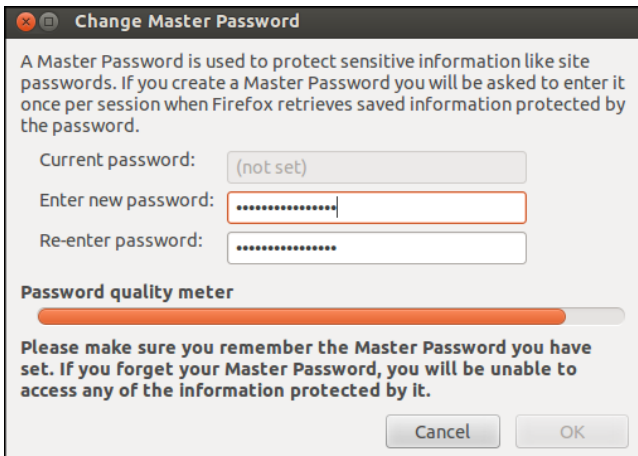 Change Master Password
A Master Password is used to protect sensitive information like site
passwords. If you create a Master Password you will be asked to enter it
once per session when Firefox retrieves saved information protected by
the password.
Current password: (not set)
Enter new password: ••••••••••••••••
Re-enter password: ••••••••••••••••
Password quality meter
Please make sure you remember the Master Password you have
set. If you forget your Master Password, you will be unable to
access any of the information protected by it.
Cancel OK